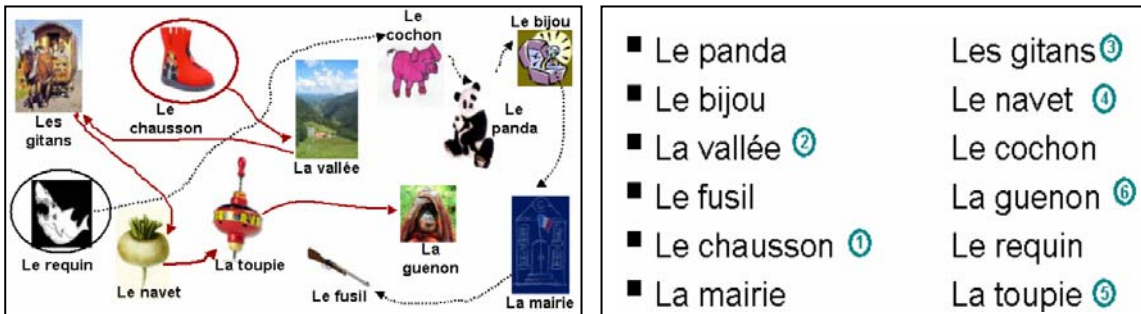 Le
cochon
Le bijou
Les
gitans
Le
chausson
La vallée
Le
panda
Le requin
Le navet
La toupie
Le fusil
La
guenon
La mairie
▪ Le panda Les gitans ③
▪ Le bijou Le navet ④
▪ La vallée ② Le cochon
▪ Le fusil La guenon ⑥
▪ Le chausson ① Le requin
▪ La mairie La toupie ⑤